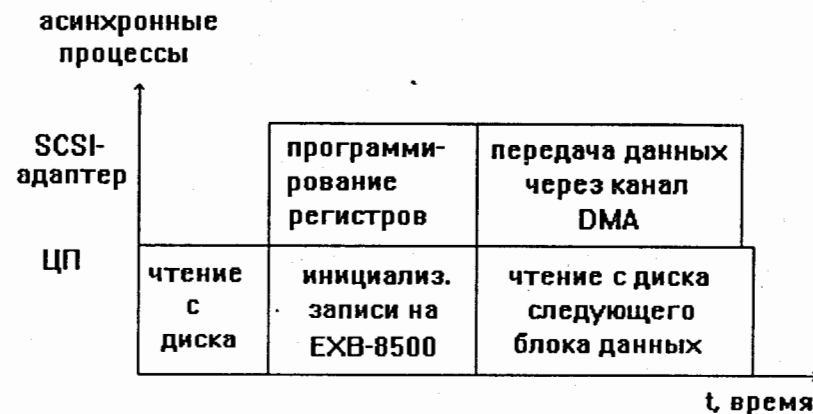 асинхронные
процессы
SCSI-
адаптер
программи-
рование
регистров
передача данных
через канал
DMA
ЦП
чтение
с
диска
инициализ.
записи на
EXB-8500
чтение с диска
следующего
блока данных
t, время